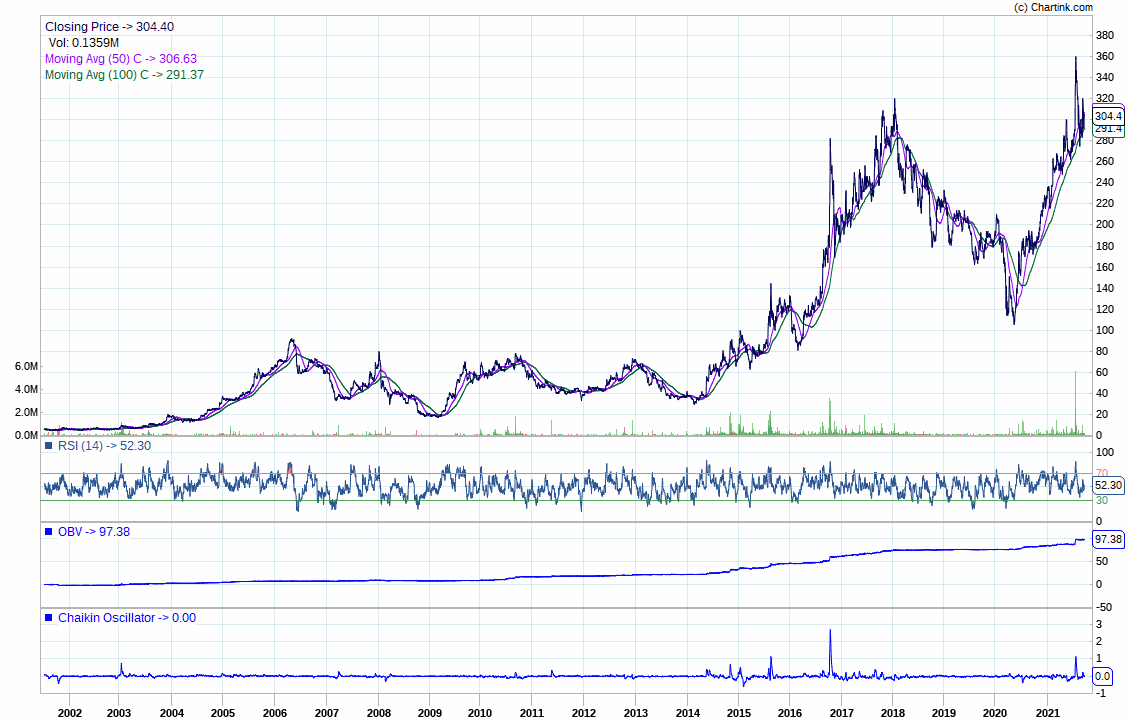 (c) Chartink.com
Closing Price -> 304.40
Vol: 0.1359M
Moving Avg (50) C -> 306.63
Moving Avg (100) C -> 291.37
380
360
340
320
304.4
291.4
280
260
240
220
200
180
160
140
120
100
80
60
40
20
0
6.0M
4.0M
2.0M
0.0M
RSI (14) -> 52.30
100
70
52.30
30
0
OBV -> 97.38
97.38
50
0
-50
Chaikin Oscillator -> 0.00
3
2
1
0.0
-1
2002 2003 2004 2005 2006 2007 2008 2009 2010 2011 2012 2013 2014 2015 2016 2017 2018 2019 2020 2021